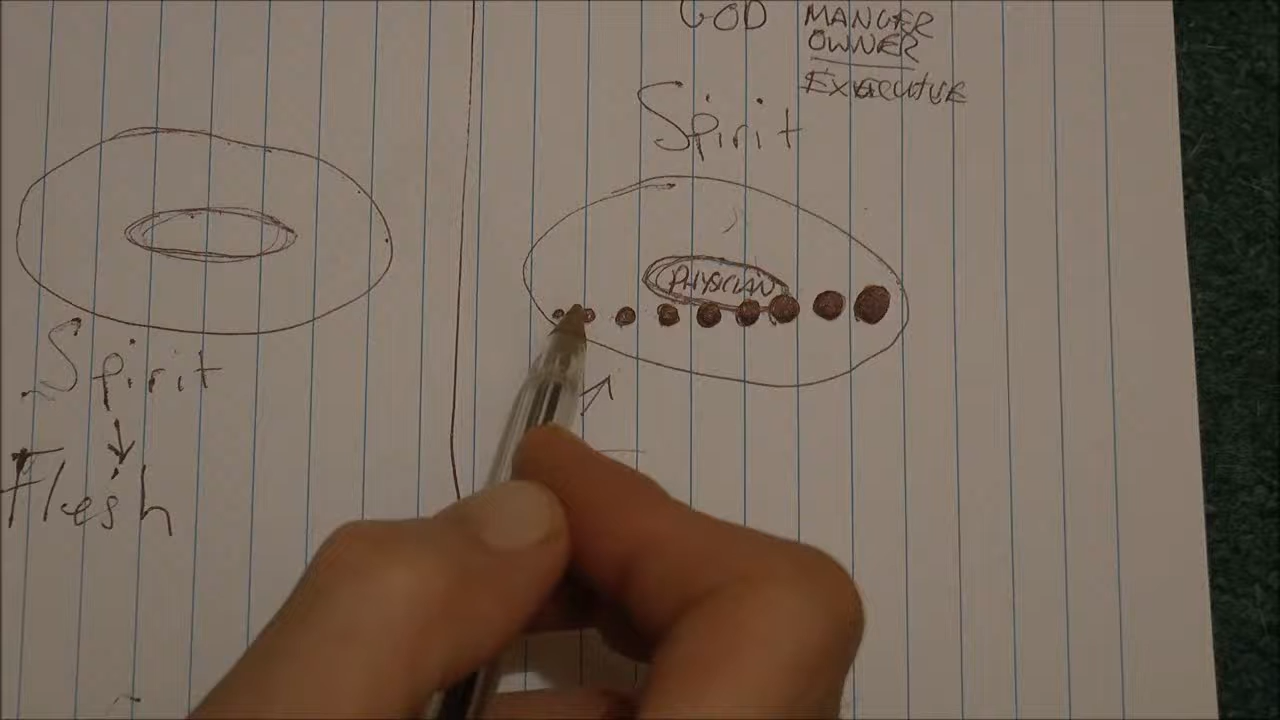 Spirit
Flesh
GOD
MANGER
OWNER
EXECUTIVE
Spirit
PHYSICIAN